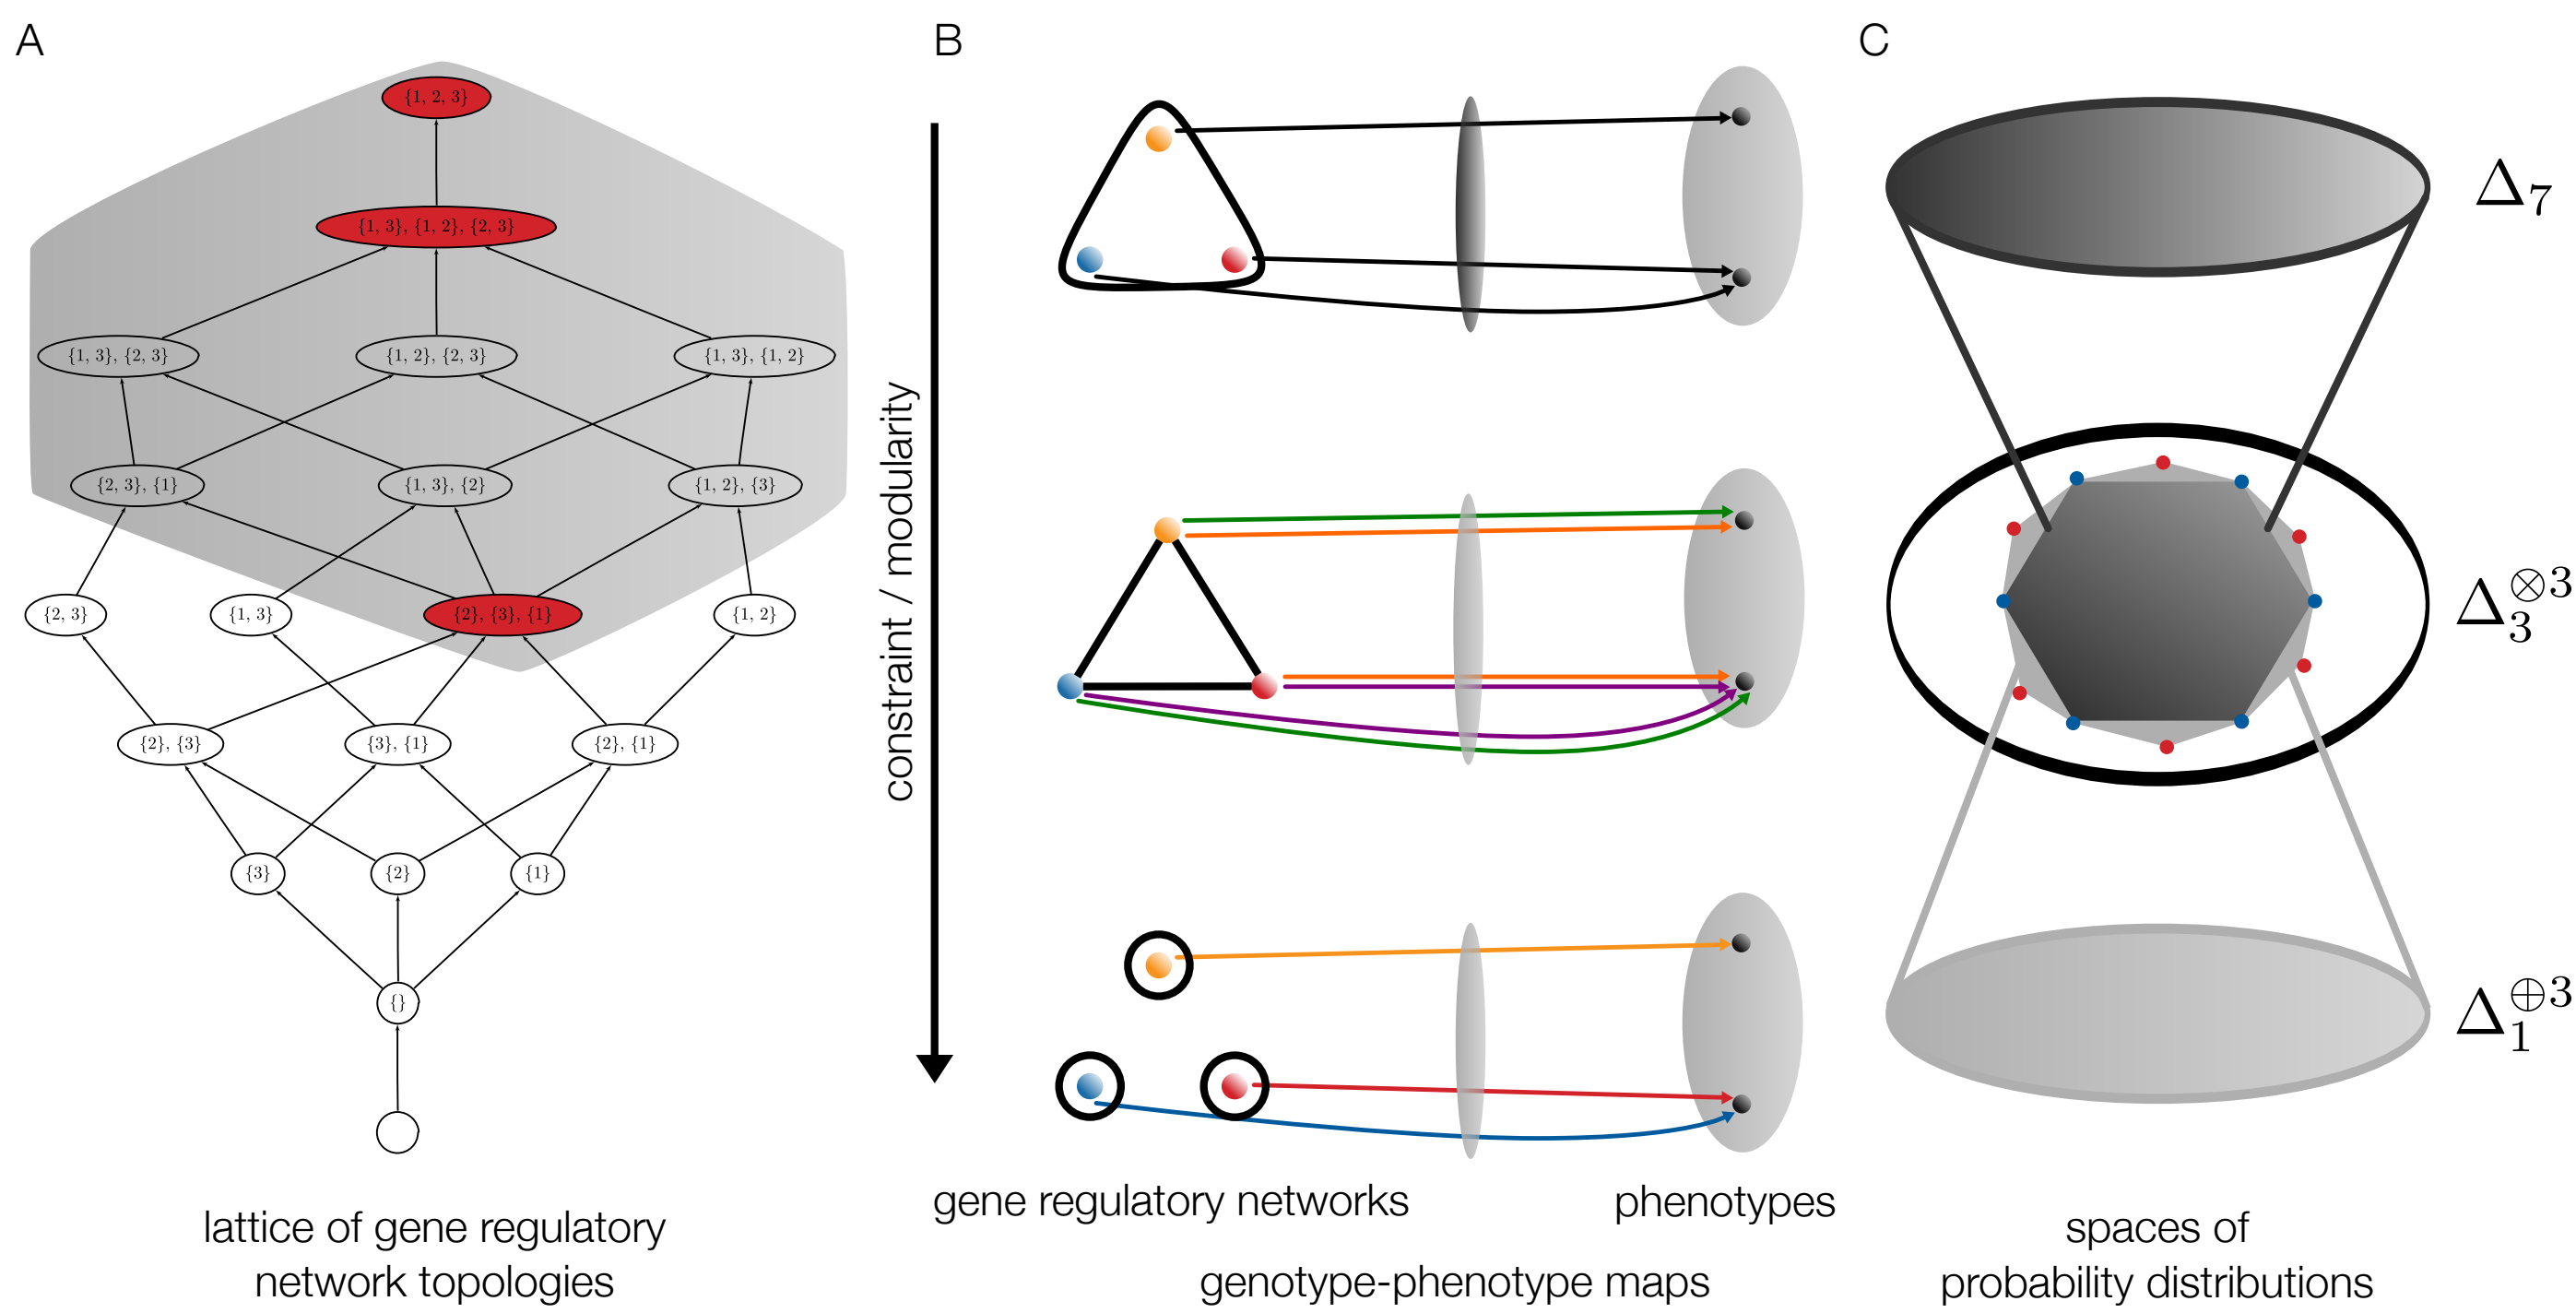 A
{1, 2, 3}
{1, 3}, {1, 2}, {2, 3}
{1, 3}, {2, 3}
{1, 2}, {2, 3}
{1, 3}, {1, 2}
{2, 3}, {1}
{1, 3}, {2}
{1, 2}, {3}
{2, 3}
{1, 3}
{2}, {3}, {1}
{1, 2}
{2}, {3}
{3}, {1}
{2}, {1}
{3}
{2}
{1}
{}
lattice of gene regulatory
network topologies
B
constraint / modularity
gene regulatory networks
phenotypes
genotype-phenotype maps
C
Δ₇
Δ₃⊗³
Δ₁⊕³
spaces of
probability distributions